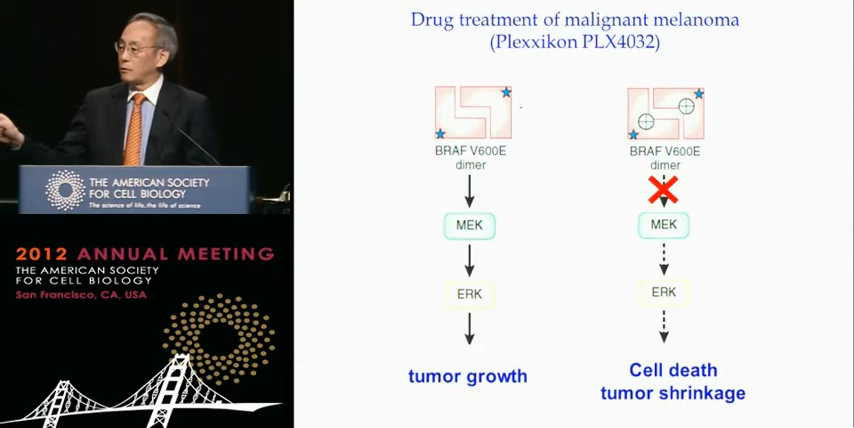 THE AMERICAN SOCIETY
FOR CELL BIOLOGY
The science of life, the life of science
2012 ANNUAL MEETING
THE AMERICAN SOCIETY
FOR CELL BIOLOGY
San Francisco, CA, USA
Drug treatment of malignant melanoma
(Plexxikon PLX4032)
BRAF V600E
dimer
MEK
ERK
tumor growth
BRAF V600E
dimer
MEK
ERK
Cell death
tumor shrinkage